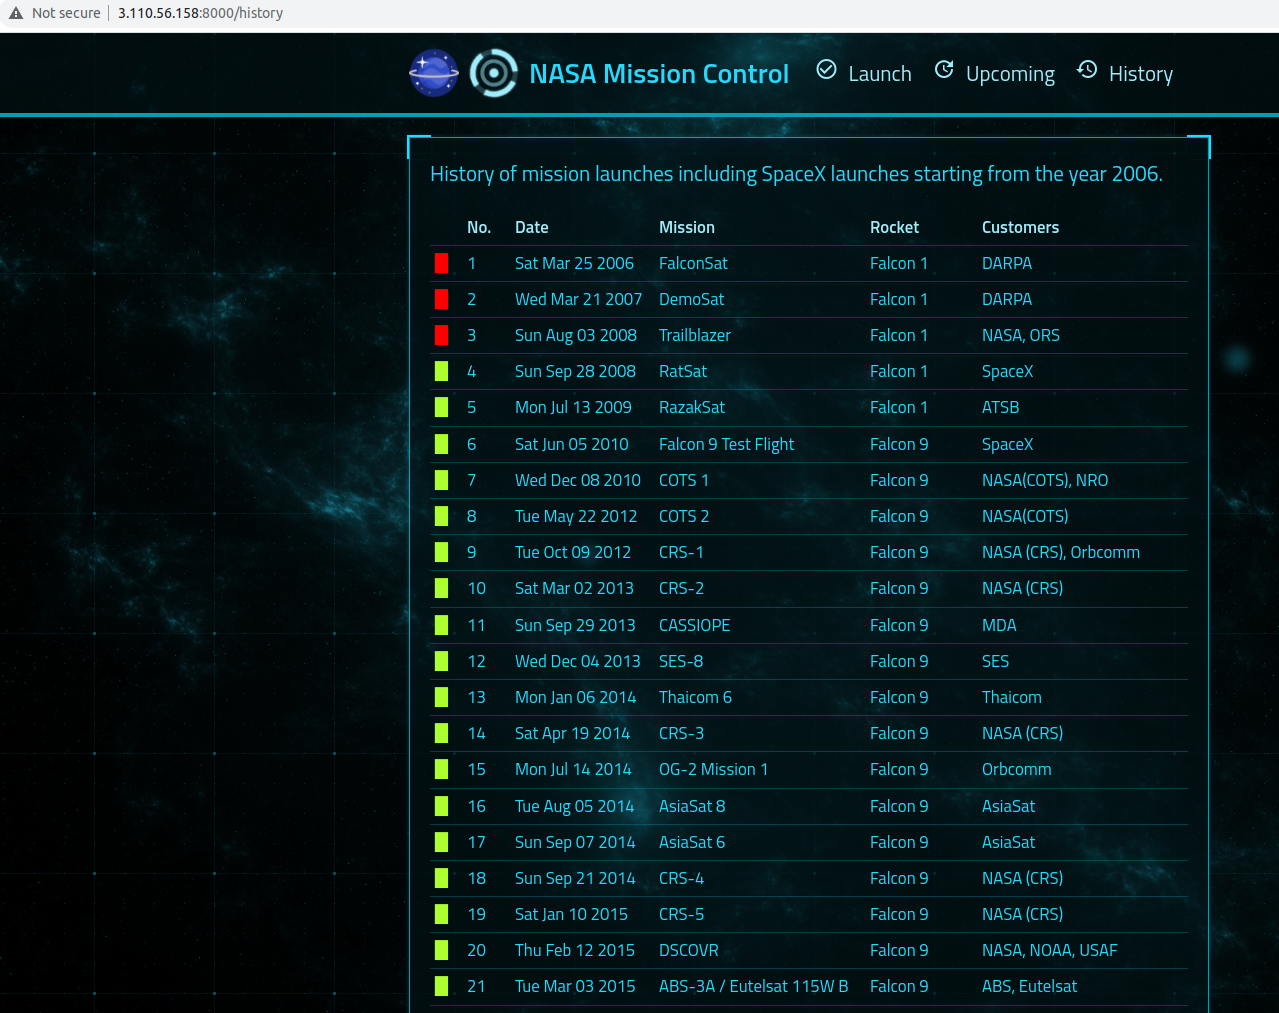 Not secure 3.110.56.158:8000/history
NASA Mission Control Launch Upcoming History
History of mission launches including SpaceX launches starting from the year 2006.
No. Date Mission Rocket Customers
1 Sat Mar 25 2006 FalconSat Falcon 1 DARPA
2 Wed Mar 21 2007 DemoSat Falcon 1 DARPA
3 Sun Aug 03 2008 Trailblazer Falcon 1 NASA, ORS
4 Sun Sep 28 2008 RatSat Falcon 1 SpaceX
5 Mon Jul 13 2009 RazakSat Falcon 1 ATSB
6 Sat Jun 05 2010 Falcon 9 Test Flight Falcon 9 SpaceX
7 Wed Dec 08 2010 COTS 1 Falcon 9 NASA(COTS), NRO
8 Tue May 22 2012 COTS 2 Falcon 9 NASA(COTS)
9 Tue Oct 09 2012 CRS-1 Falcon 9 NASA (CRS), Orbcomm
10 Sat Mar 02 2013 CRS-2 Falcon 9 NASA (CRS)
11 Sun Sep 29 2013 CASSIOPE Falcon 9 MDA
12 Wed Dec 04 2013 SES-8 Falcon 9 SES
13 Mon Jan 06 2014 Thaicom 6 Falcon 9 Thaicom
14 Sat Apr 19 2014 CRS-3 Falcon 9 NASA (CRS)
15 Mon Jul 14 2014 OG-2 Mission 1 Falcon 9 Orbcomm
16 Tue Aug 05 2014 AsiaSat 8 Falcon 9 AsiaSat
17 Sun Sep 07 2014 AsiaSat 6 Falcon 9 AsiaSat
18 Sun Sep 21 2014 CRS-4 Falcon 9 NASA (CRS)
19 Sat Jan 10 2015 CRS-5 Falcon 9 NASA (CRS)
20 Thu Feb 12 2015 DSCOVR Falcon 9 NASA, NOAA, USAF
21 Tue Mar 03 2015 ABS-3A / Eutelsat 115W B Falcon 9 ABS, Eutelsat